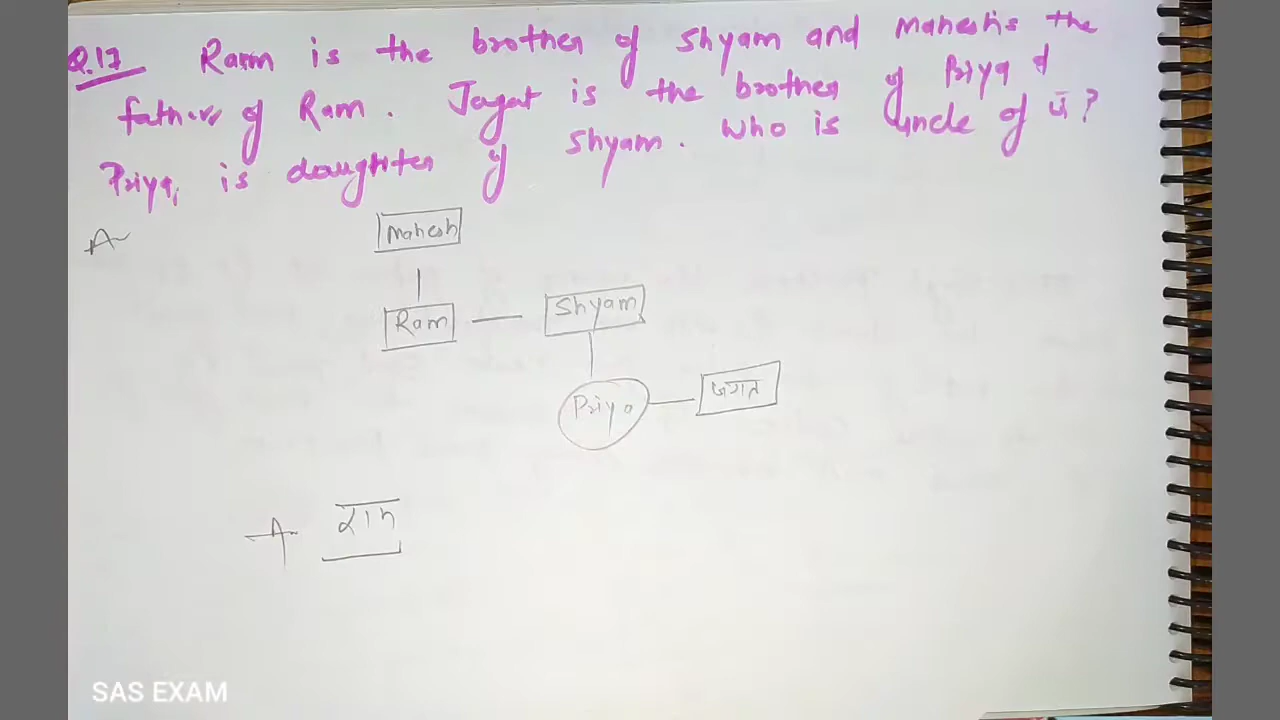 Q.17 Ram is the brother of Shyam and Mahesh is the
father of Ram. Jagat is the brother of Priya &
Priya, is daughter of Shyam. Who is uncle of जं?
A
Mahesh
Ram
Shyam
Priya
जगत
A राम
SAS EXAM